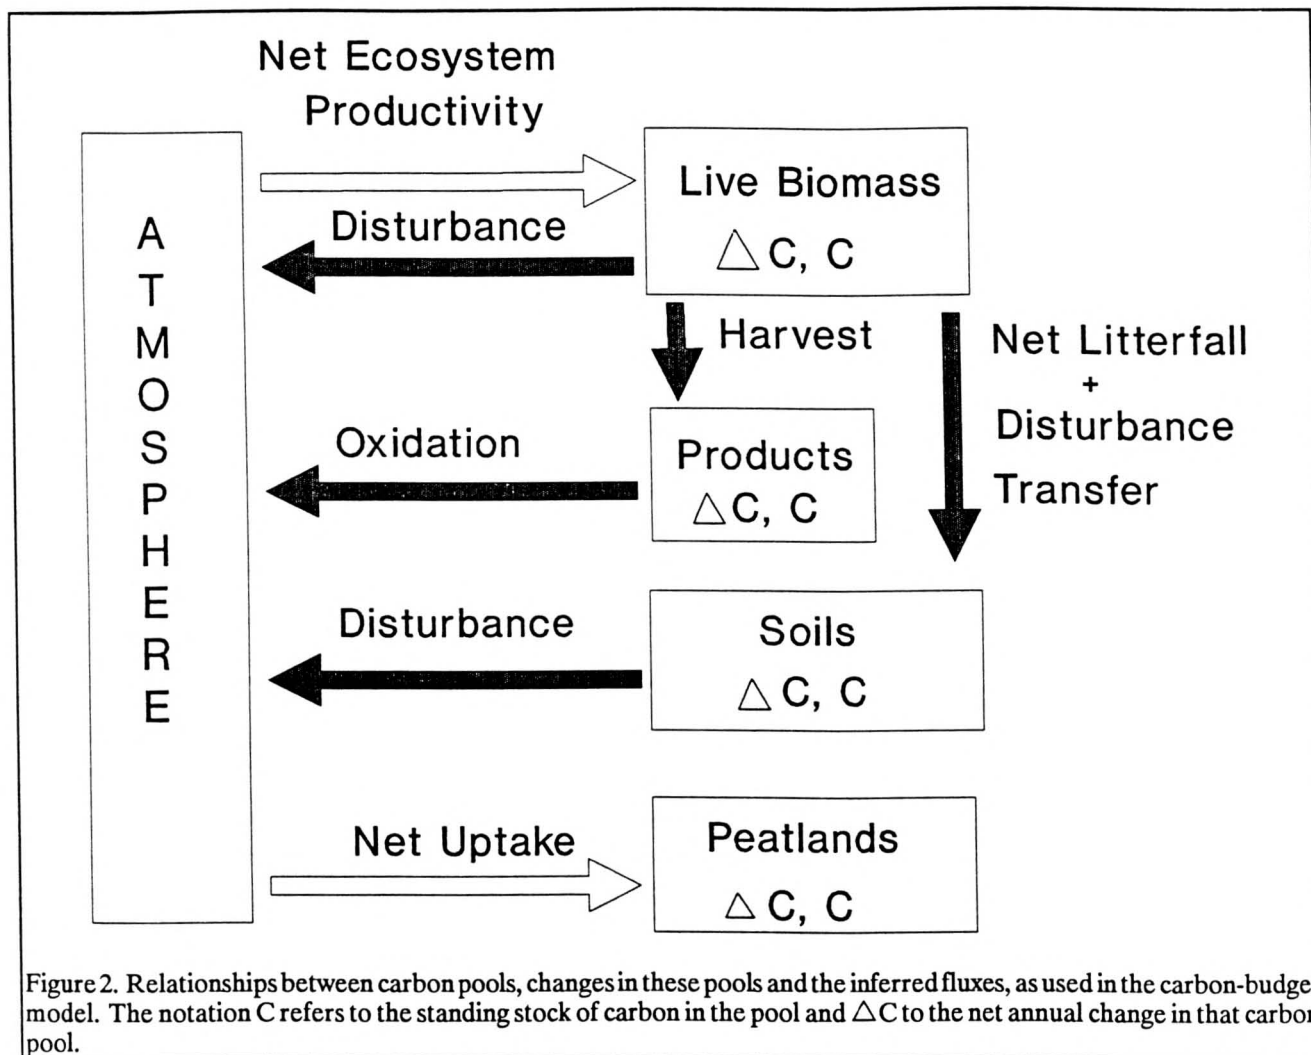 Net Ecosystem
Productivity
ATMOSPHERE
Live Biomass
△C, C
Disturbance
Harvest
Net Litterfall
+
Disturbance
Transfer
Oxidation
Products
△C, C
Disturbance
Soils
△C, C
Net Uptake
Peatlands
△C, C
Figure 2. Relationships between carbon pools, changes in these pools and the inferred fluxes, as used in the carbon-budge
model. The notation C refers to the standing stock of carbon in the pool and △C to the net annual change in that carbon
pool.